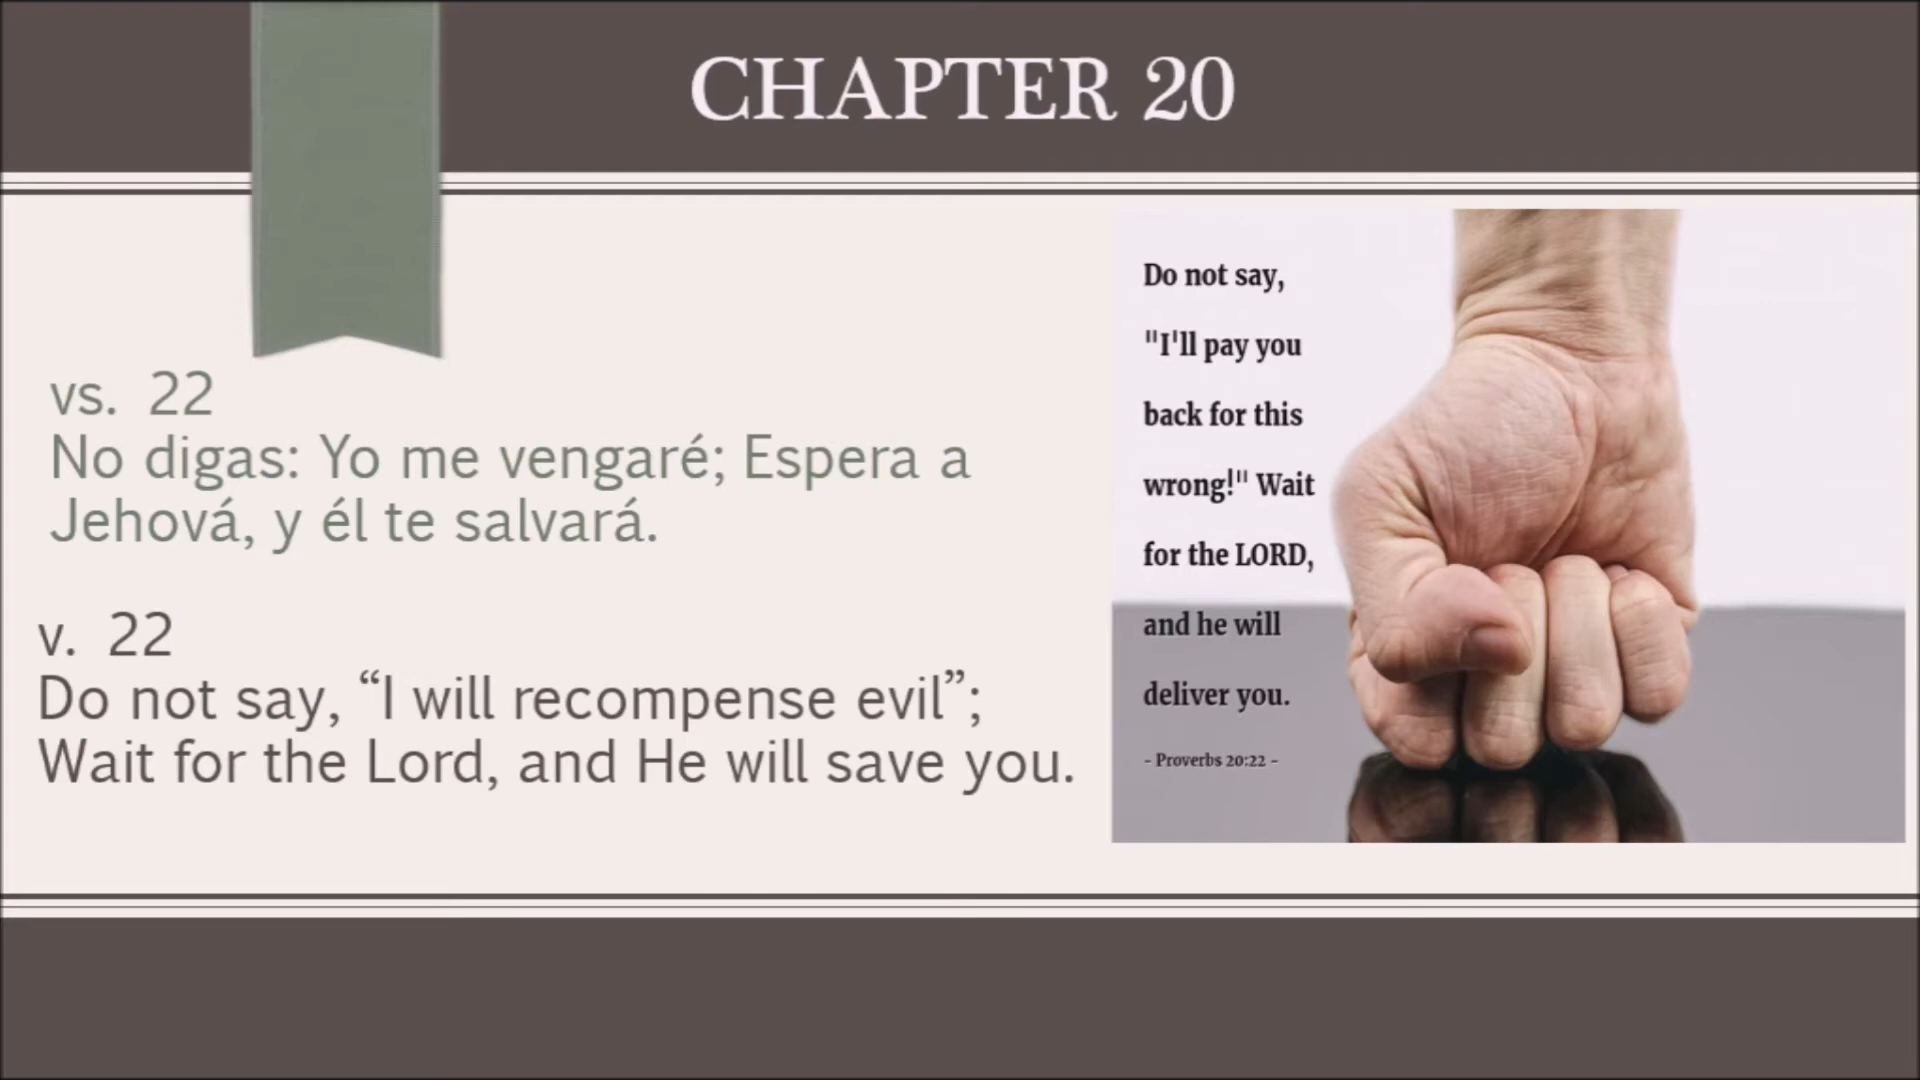 CHAPTER 20
vs. 22
No digas: Yo me vengaré; Espera a
Jehová, y él te salvará.
v. 22
Do not say, “I will recompense evil”;
Wait for the Lord, and He will save you.
Do not say,
"I'll pay you
back for this
wrong!" Wait
for the LORD,
and he will
deliver you.
- Proverbs 20:22 -